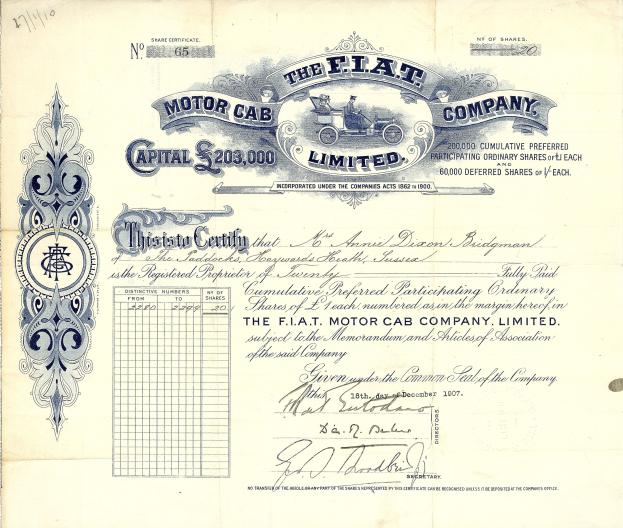 27/1/10
SHARE CERTIFICATE.
Nº 65
Nº OF SHARES.
20
THE F.I.A.T.
MOTOR CAB COMPANY.
LIMITED.
CAPITAL £203,000
200,000 CUMULATIVE PREFERRED
PARTICIPATING ORDINARY SHARES OF £1 EACH
AND
60,000 DEFERRED SHARES OF 1/- EACH.
INCORPORATED UNDER THE COMPANIES ACTS 1862 TO 1900.
This is to Certify that Mrs Annie Dixon Bridgman
of The Paddocks, Haywards Heath, Sussex
is the Registered Proprietor of Twenty Fully Paid
Cumulative Preferred Participating Ordinary
Shares of £1 each, numbered as in the margin hereof, in
THE F.I.A.T. MOTOR CAB COMPANY, LIMITED.
subject to the Memorandum and Articles of Association
of the said Company
DISTINCTIVE NUMBERS
Nº OF SHARES
FROM TO
2280 2299 20
Given under the Common Seal of the Company
this 18th. day of December 1907.
DIRECTORS.
SECRETARY.
NO TRANSFER OF THE WHOLE OR ANY PART OF THE SHARES REPRESENTED BY THIS CERTIFICATE CAN BE RECOGNISED UNLESS IT BE DEPOSITED AT THE COMPANY'S OFFICE.